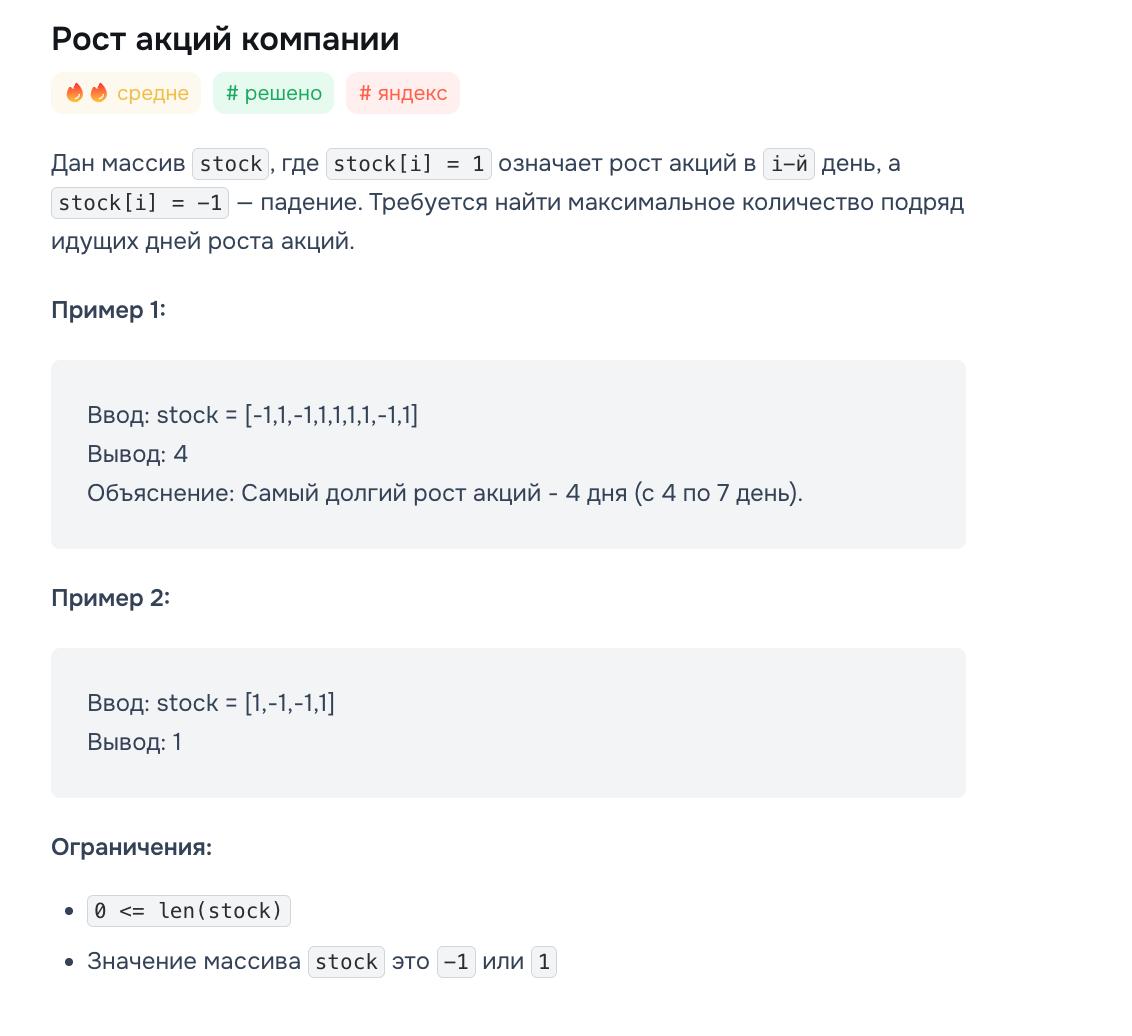 Рост акций компании
средне # решено # яндекс
Дан массив stock, где stock[i] = 1 означает рост акций в i-й день, а
stock[i] = -1 — падение. Требуется найти максимальное количество подряд
идущих дней роста акций.
Пример 1:
Ввод: stock = [-1,1,-1,1,1,1,1,-1,1]
Вывод: 4
Объяснение: Самый долгий рост акций - 4 дня (с 4 по 7 день).
Пример 2:
Ввод: stock = [1,-1,-1,1]
Вывод: 1
Ограничения:
• 0 <= len(stock)
• Значение массива stock это -1 или 1